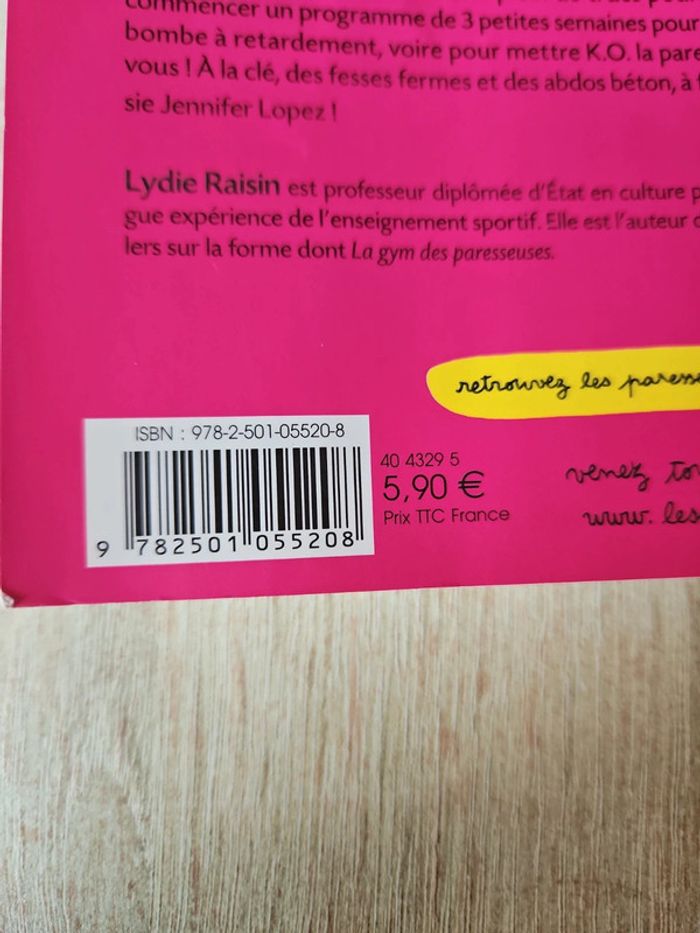 commencer un programme de 3 petites semaines pour
bombe à retardement, voire pour mettre K.O. la pare
vous ! À la clé, des fesses fermes et des abdos béton, à
sie Jennifer Lopez !
Lydie Raisin est professeur diplômée d'État en culture p
gue expérience de l'enseignement sportif. Elle est l'auteur
lers sur la forme dont La gym des paresseuses.
retrouvez les paress
ISBN : 978-2-501-05520-8
40 4329 5
5,90 €
Prix TTC France
venez to
www. les
9 782501 055208